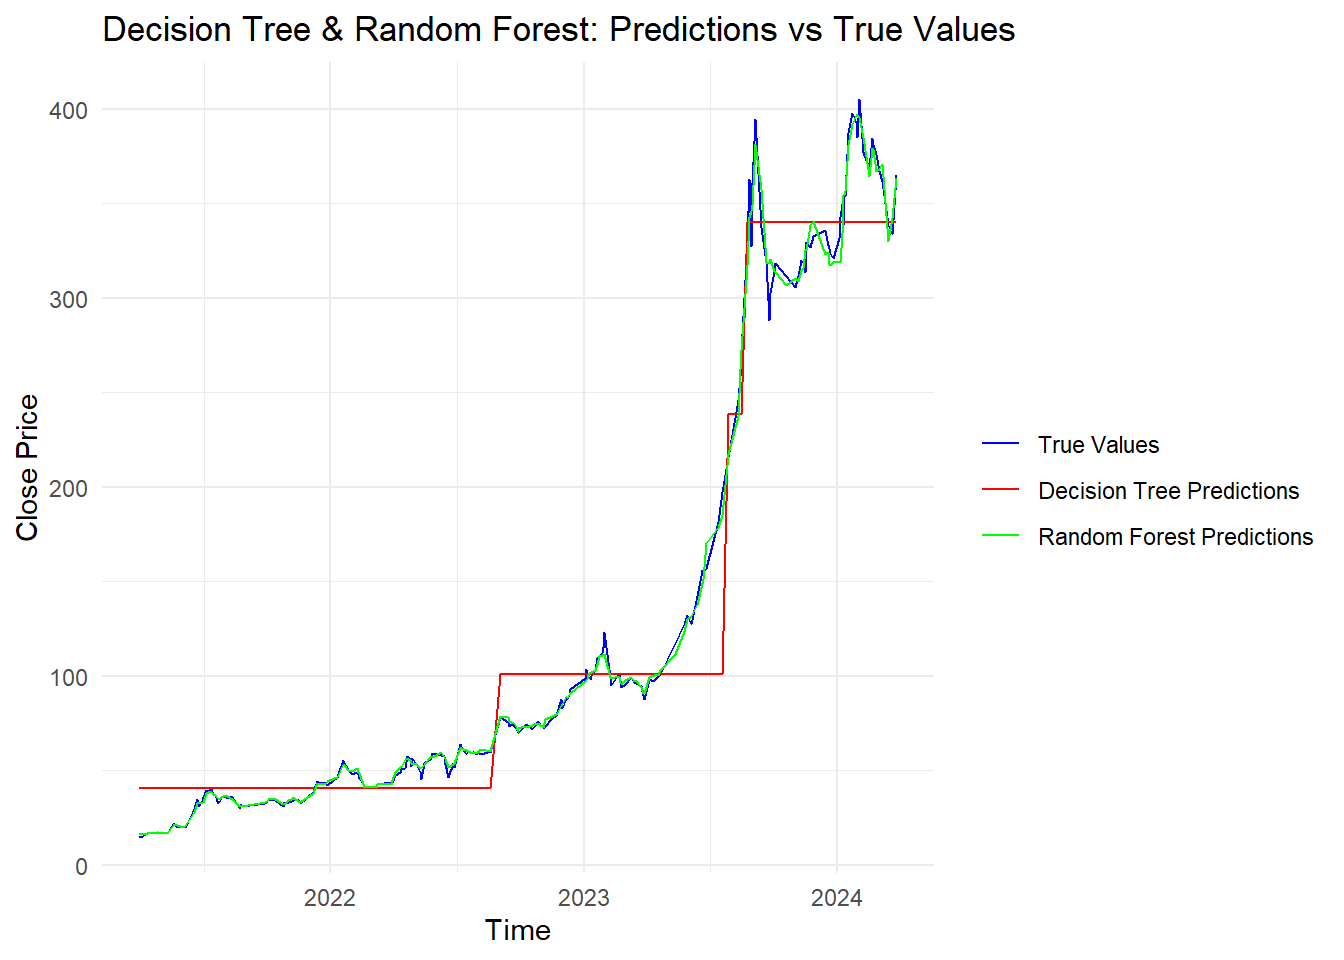 Decision Tree & Random Forest: Predictions vs True Values
400
300
200
100
0
Close Price
2022
2023
2024
Time
True Values
Decision Tree Predictions
Random Forest Predictions